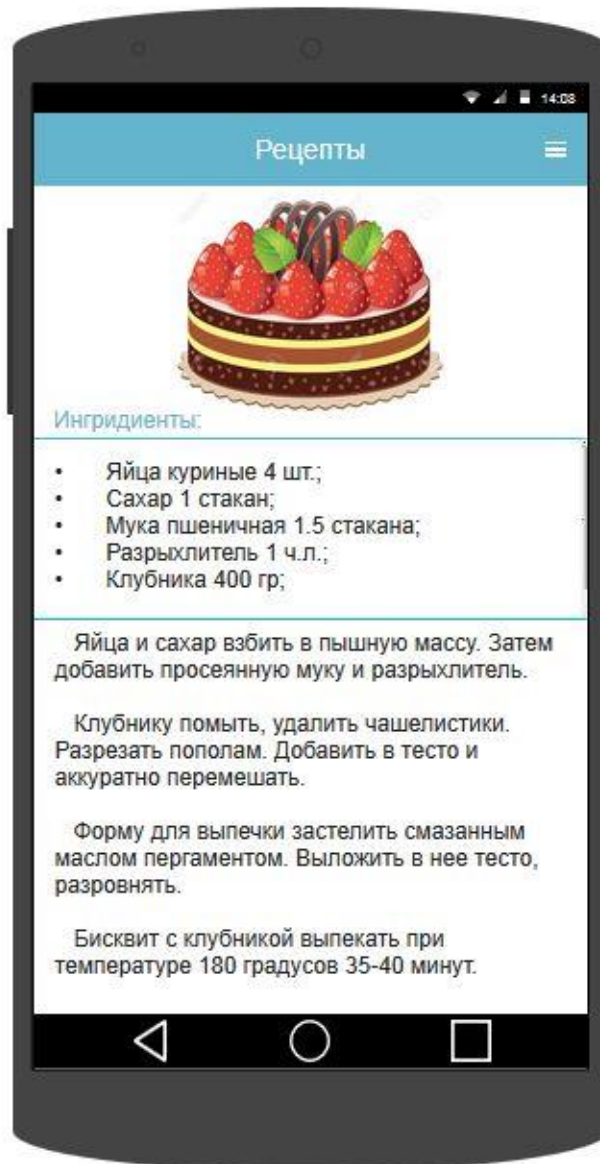 14:08
Рецепты
Ингридиенты:
• Яйца куриные 4 шт.;
• Сахар 1 стакан;
• Мука пшеничная 1.5 стакана;
• Разрыхлитель 1 ч.л.;
• Клубника 400 гр;
Яйца и сахар взбить в пышную массу. Затем
добавить просеянную муку и разрыхлитель.
Клубнику помыть, удалить чашелистики.
Разрезать пополам. Добавить в тесто и
аккуратно перемешать.
Форму для выпечки застелить смазанным
маслом пергаментом. Выложить в нее тесто,
разровнять.
Бисквит с клубникой выпекать при
температуре 180 градусов 35-40 минут.